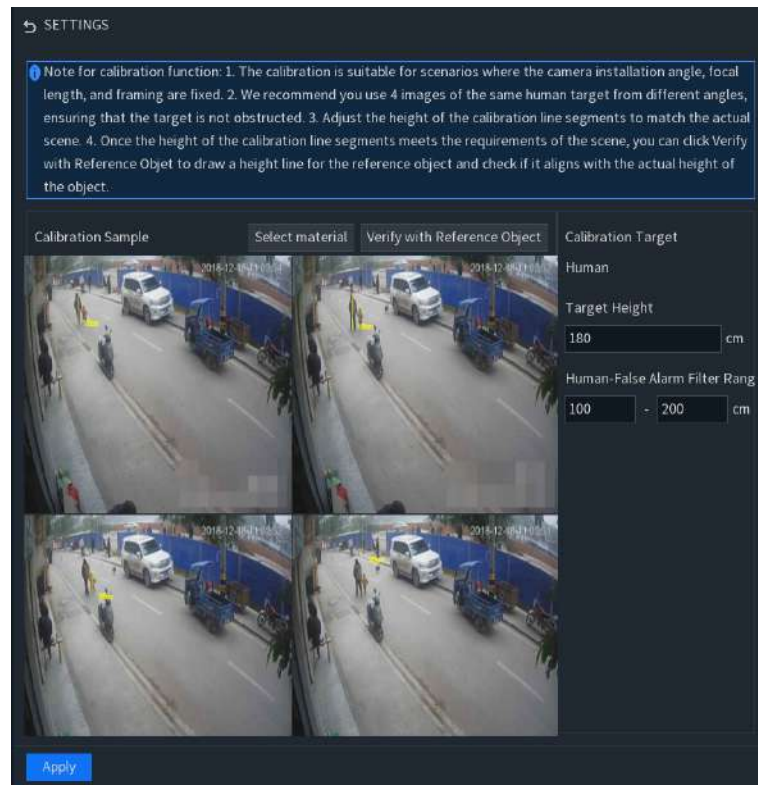 SETTINGS
Note for calibration function: 1. The calibration is suitable for scenarios where the camera installation angle, focal
length, and framing are fixed. 2. We recommend you use 4 images of the same human target from different angles,
ensuring that the target is not obstructed. 3. Adjust the height of the calibration line segments to match the actual
scene. 4. Once the height of the calibration line segments meets the requirements of the scene, you can click Verify
with Reference Objet to draw a height line for the reference object and check if it aligns with the actual height of
the object.
Calibration Sample
Select material
Verify with Reference Object
Calibration Target
Human
Target Height
180 cm
Human-False Alarm Filter Rang
100 - 200 cm
Apply